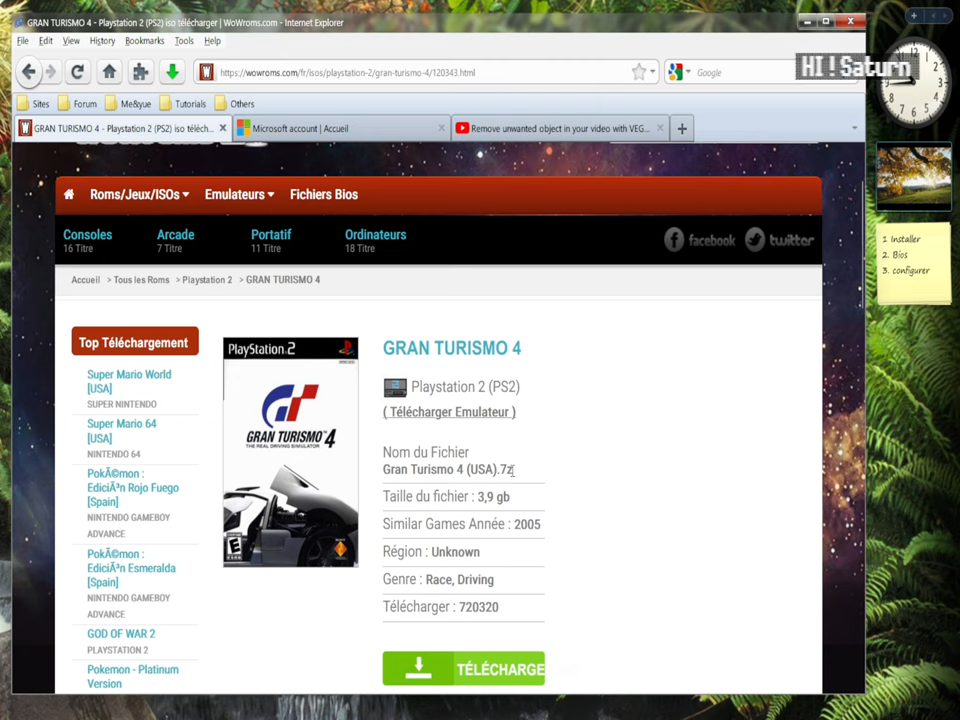 GRAN TURISMO 4 - Playstation 2 (PS2) iso télécharger | WoWroms.com - Internet Explorer
File Edit View History Bookmarks Tools Help
https://wowroms.com/fr/isos/playstation-2/gran-turismo-4/120343.html
Google
HI ! Saturn
Sites Forum Me&yue Tutorials Others
GRAN TURISMO 4 - Playstation 2 (PS2) iso téléch...
Microsoft account | Accueil
Remove unwanted object in your video with VEG...
Roms/Jeux/ISOs Emulateurs Fichiers Bios
Consoles
16 Titre
Arcade
7 Titre
Portatif
11 Titre
Ordinateurs
18 Titre
facebook
twitter
1 Installer
2. Bios
3. configurer
Accueil > Tous les Roms > Playstation 2 > GRAN TURISMO 4
Top Téléchargement
Super Mario World
[USA]
SUPER NINTENDO
Super Mario 64
[USA]
NINTENDO 64
PokÃ©mon :
EdiciÃ³n Rojo Fuego
[Spain]
NINTENDO GAMEBOY
ADVANCE
PokÃ©mon :
EdiciÃ³n Esmeralda
[Spain]
NINTENDO GAMEBOY
ADVANCE
GOD OF WAR 2
PLAYSTATION 2
Pokemon - Platinum
Version
PlayStation 2
GRAN TURISMO 4
THE REAL DRIVING SIMULATOR
E
GRAN TURISMO 4
Playstation 2 (PS2)
( Télécharger Emulateur )
Nom du Fichier
Gran Turismo 4 (USA).7z
Taille du fichier : 3,9 gb
Similar Games Année : 2005
Région : Unknown
Genre : Race, Driving
Télécharger : 720320
TÉLÉCHARGE